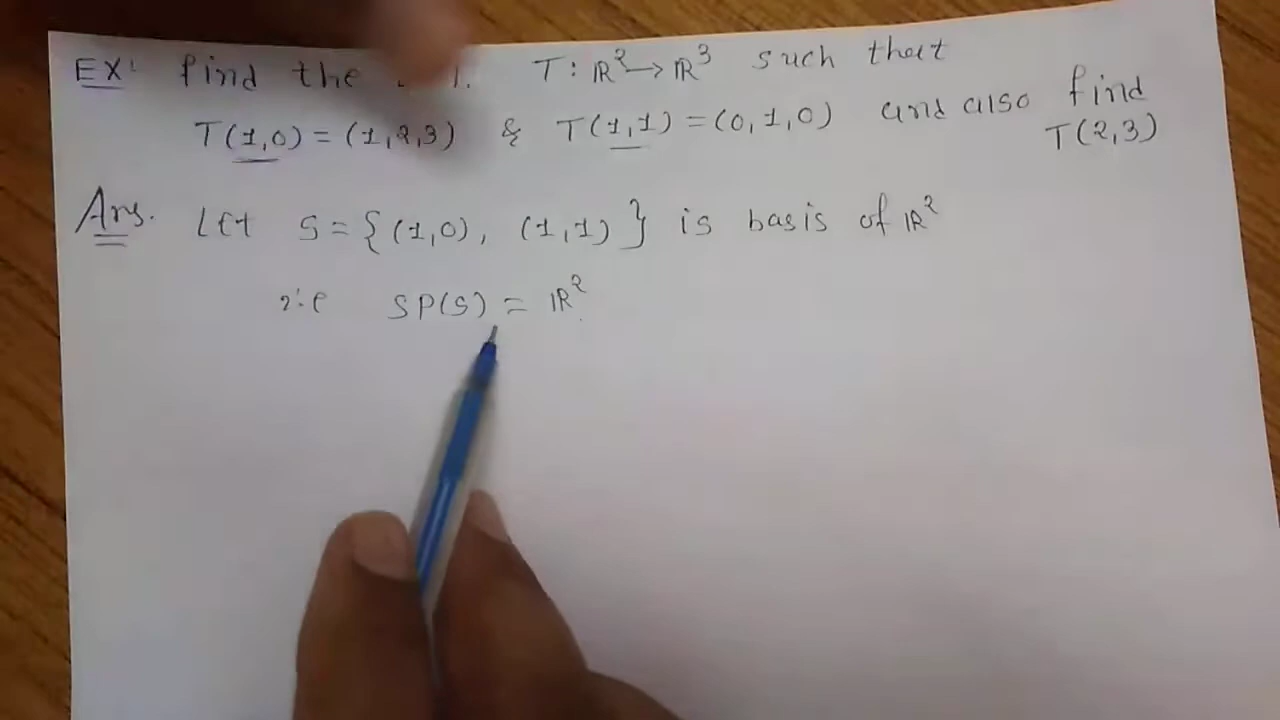 EX: find the T: ℝ²→ℝ³ such that
T(1,0)=(1,2,3) & T(1,1)=(0,1,0) and also find
T(2,3)
Ans. Let S={(1,0), (1,1)} is basis of ℝ²
i.e SP(S) = ℝ²